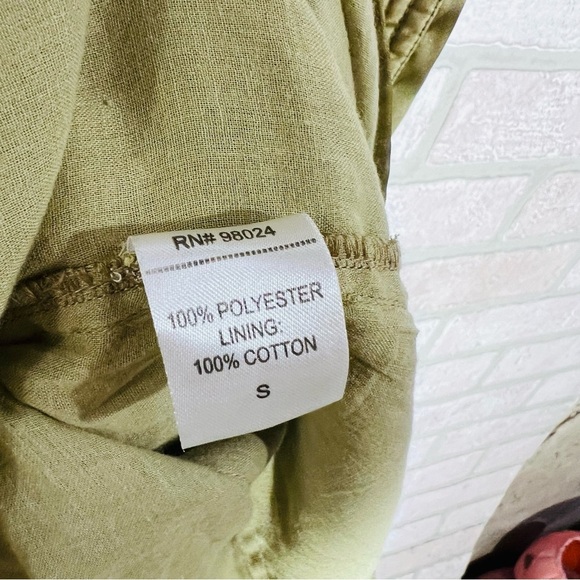 RN# 98024
100% POLYESTER
LINING:
100% COTTON
S